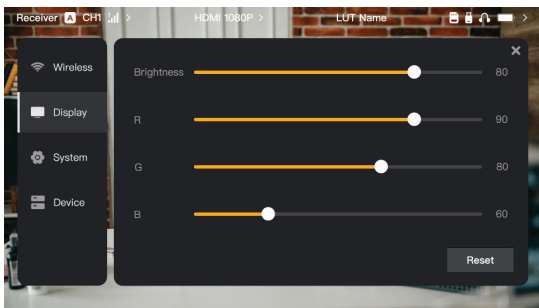 Receiver A CH1 > HDMI 1080P > LUT Name >
Wireless
Display
System
Device
Brightness 80
R 90
G 80
B 60
Reset